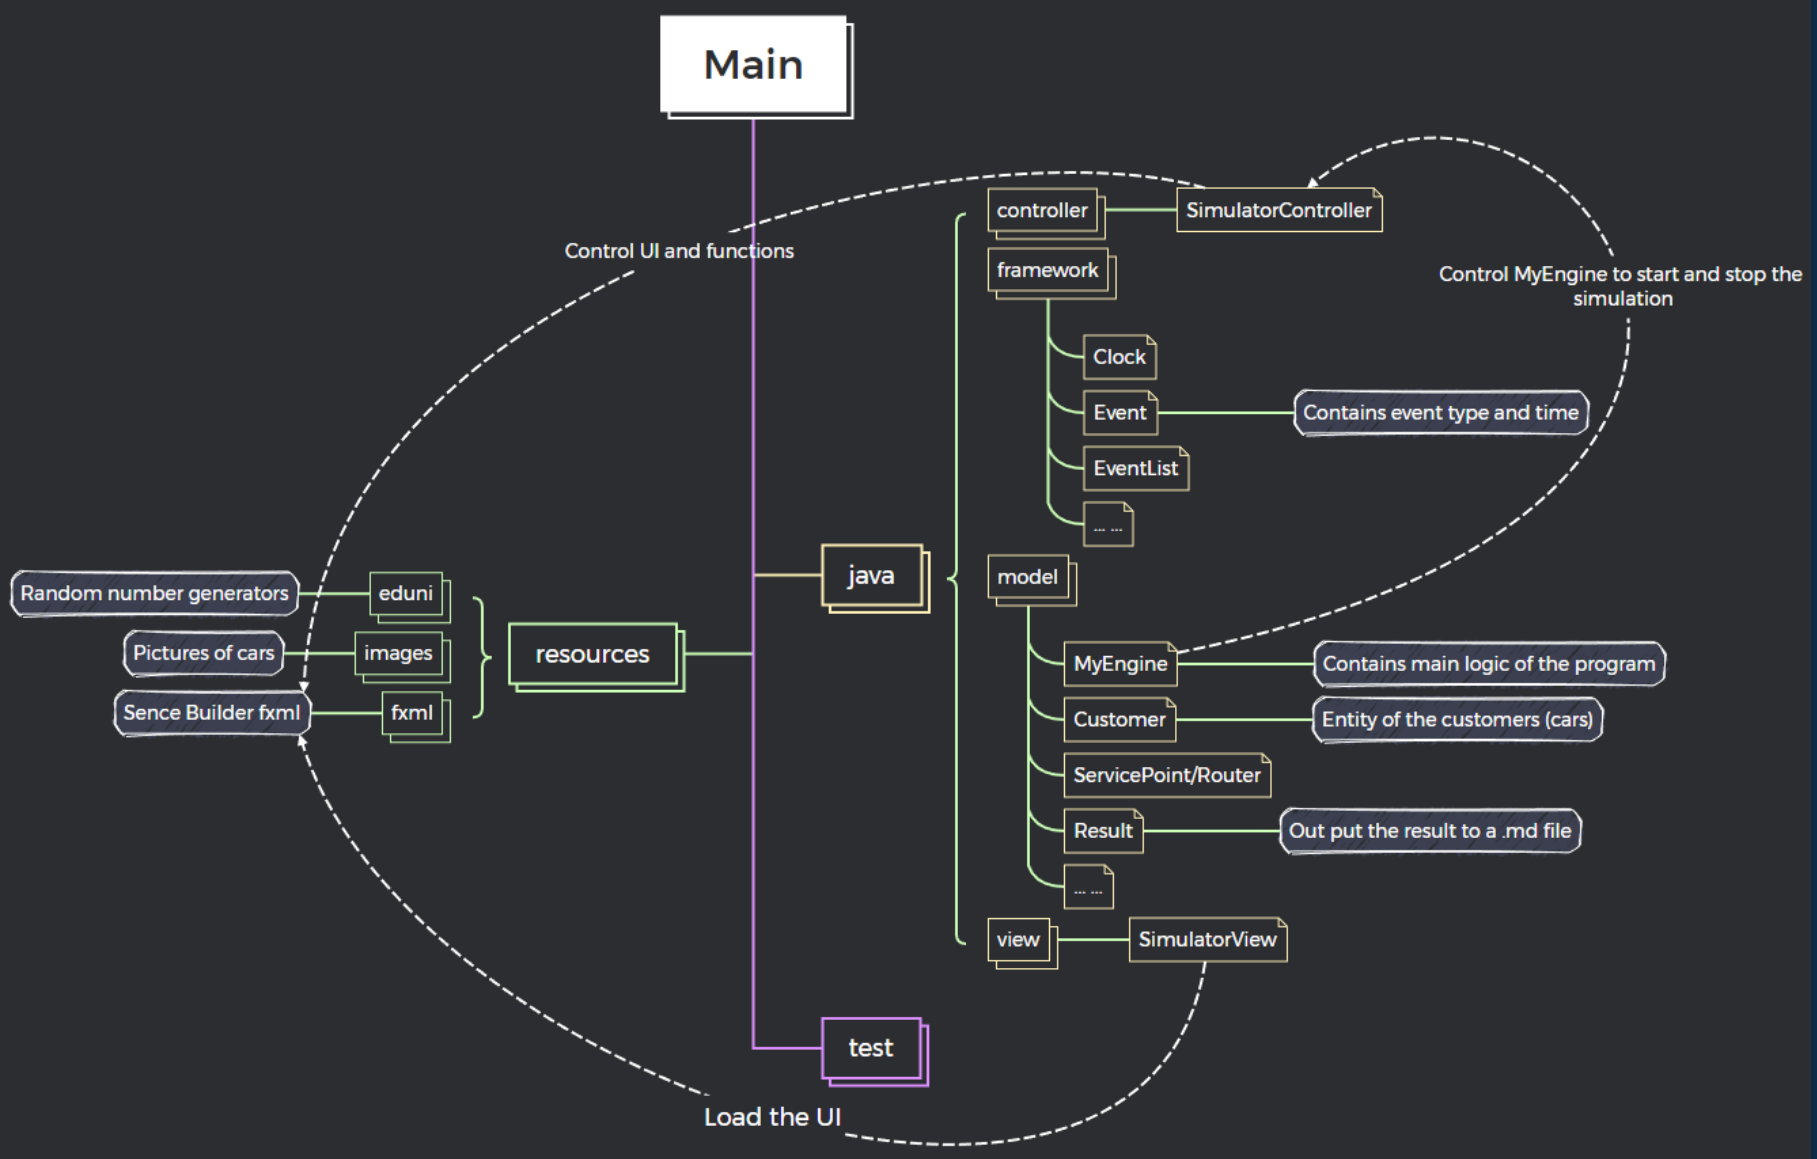 Main
Control UI and functions
controller
SimulatorController
framework
Control MyEngine to start and stop the
simulation
Clock
Event
Contains event type and time
EventList
... ...
java
model
Random number generators
eduni
Pictures of cars
images
resources
MyEngine
Contains main logic of the program
Sence Builder fxml
fxml
Customer
Entity of the customers (cars)
ServicePoint/Router
Result
Out put the result to a .md file
... ...
view
SimulatorView
test
Load the UI